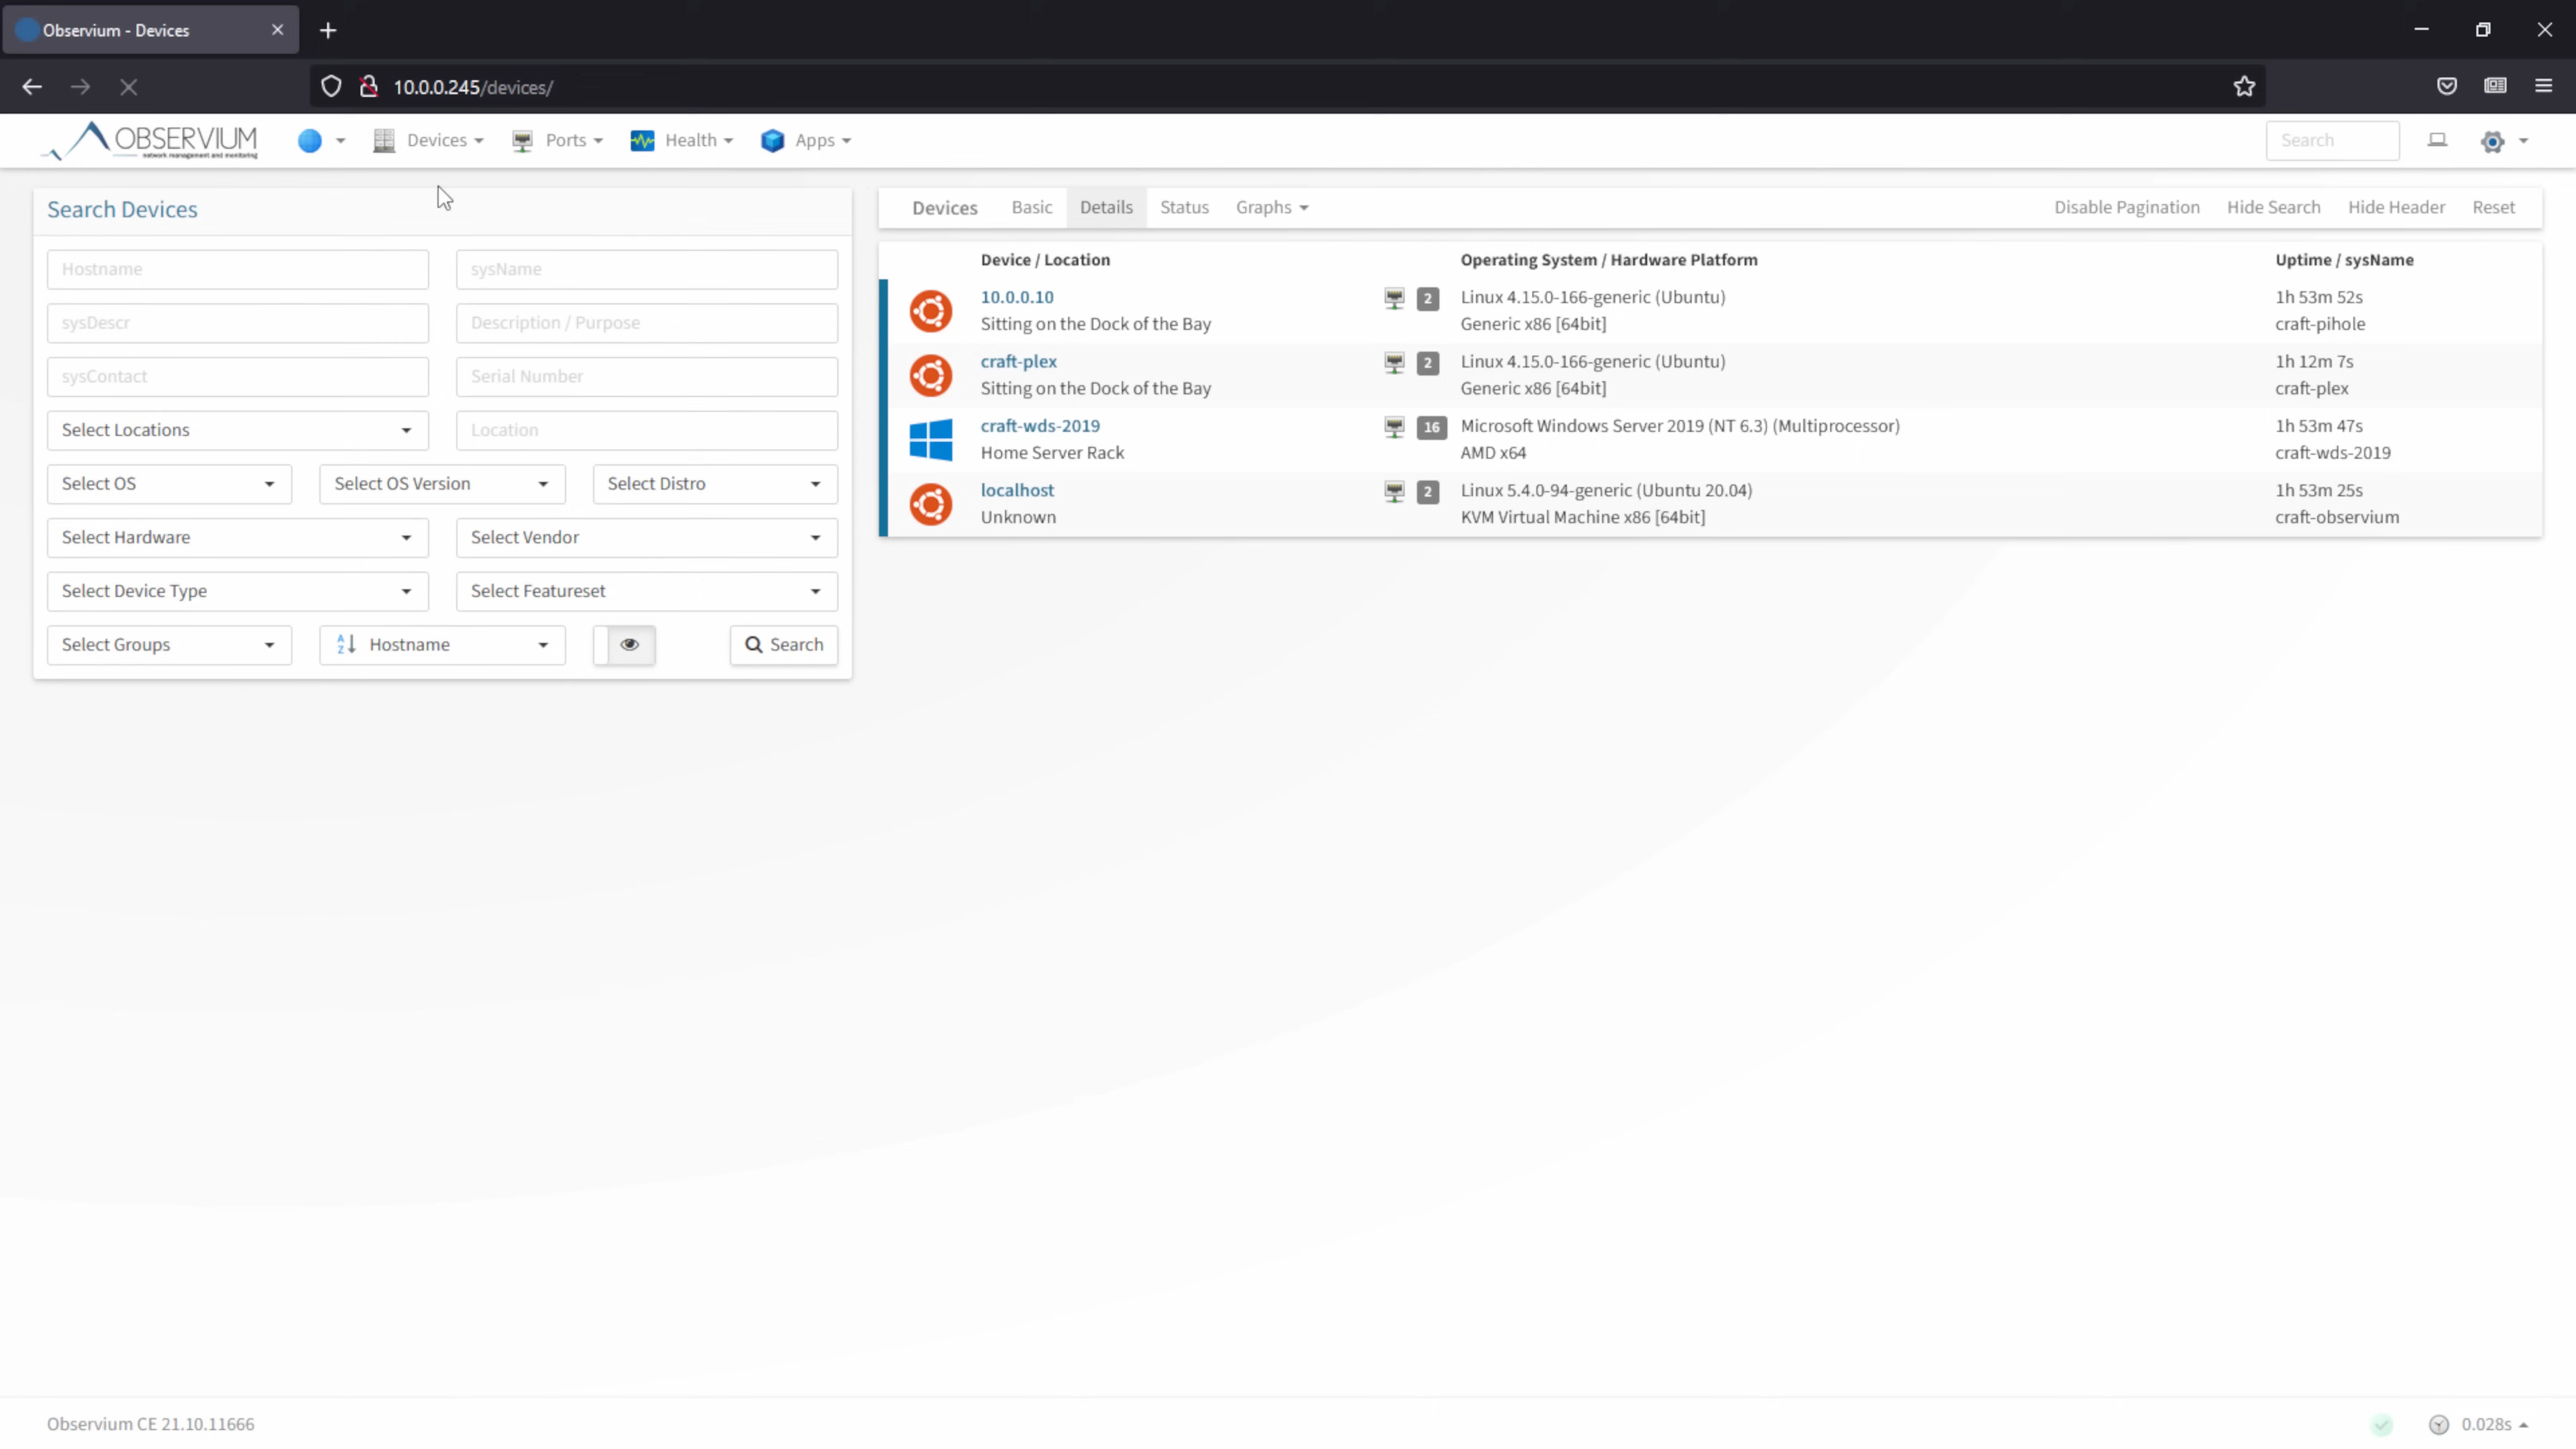 Observium - Devices
10.0.0.245/devices/
OBSERVIUM
network management and monitoring
Devices
Ports
Health
Apps
Search
Search Devices
Hostname
sysName
sysDescr
Description / Purpose
sysContact
Serial Number
Select Locations
Location
Select OS
Select OS Version
Select Distro
Select Hardware
Select Vendor
Select Device Type
Select Featureset
Select Groups
A Z Hostname
Search
Devices Basic Details Status Graphs
Disable Pagination Hide Search Hide Header Reset
Device / Location Operating System / Hardware Platform Uptime / sysName
10.0.0.10 2 Linux 4.15.0-166-generic (Ubuntu) 1h 53m 52s
Sitting on the Dock of the Bay Generic x86 [64bit] craft-pihole
craft-plex 2 Linux 4.15.0-166-generic (Ubuntu) 1h 12m 7s
Sitting on the Dock of the Bay Generic x86 [64bit] craft-plex
craft-wds-2019 16 Microsoft Windows Server 2019 (NT 6.3) (Multiprocessor) 1h 53m 47s
Home Server Rack AMD x64 craft-wds-2019
localhost 2 Linux 5.4.0-94-generic (Ubuntu 20.04) 1h 53m 25s
Unknown KVM Virtual Machine x86 [64bit] craft-observium
Observium CE 21.10.11666
0.028s